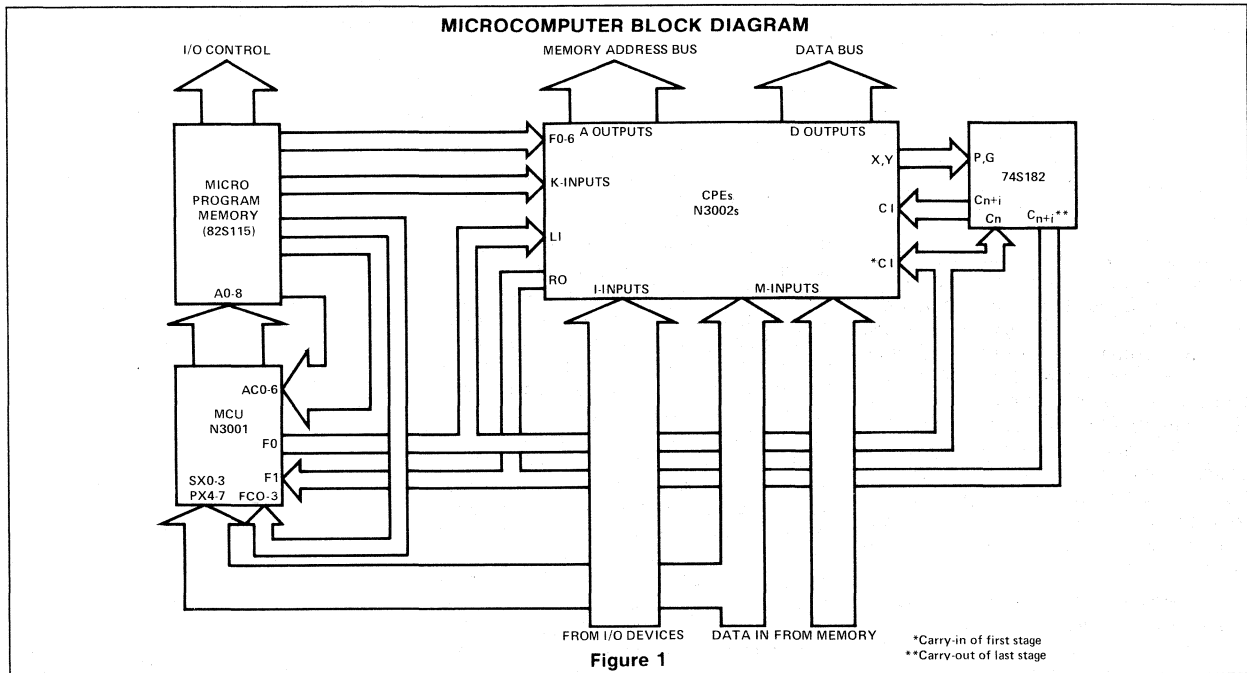 MICROCOMPUTER BLOCK DIAGRAM
I/O CONTROL
MEMORY ADDRESS BUS
DATA BUS
A OUTPUTS
D OUTPUTS
F0-6
X,Y
P,G
74S182
K-INPUTS
MICRO
PROGRAM
MEMORY
(82S115)
CPEs
N3002s
CI
Cn+i
Cn
Cn+i**
LI
*CI
RO
A0-8
I-INPUTS
M-INPUTS
AC0-6
MCU
N3001
F0
F1
SX0-3
PX4-7
FCO-3
FROM I/O DEVICES
DATA IN FROM MEMORY
*Carry-in of first stage
**Carry-out of last stage
Figure 1